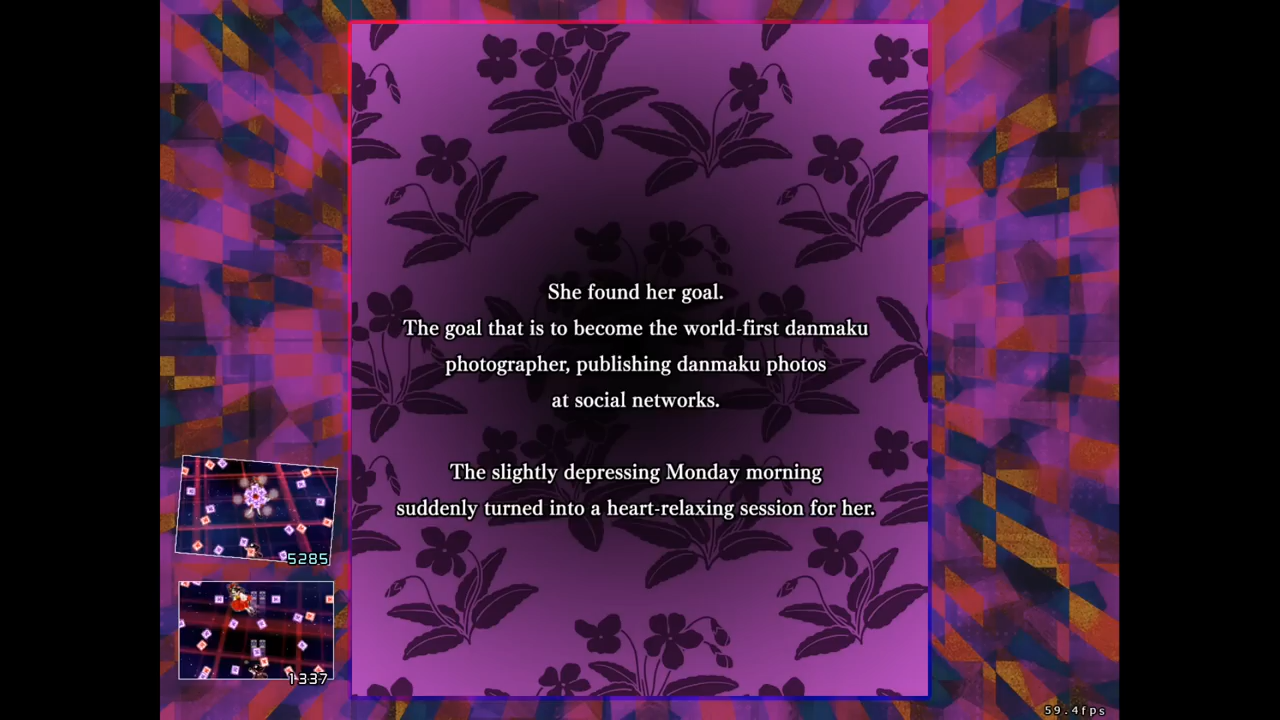 She found her goal.
The goal that is to become the world-first danmaku
photographer, publishing danmaku photos
at social networks.
The slightly depressing Monday morning
suddenly turned into a heart-relaxing session for her.
5285
1337
59.4fps